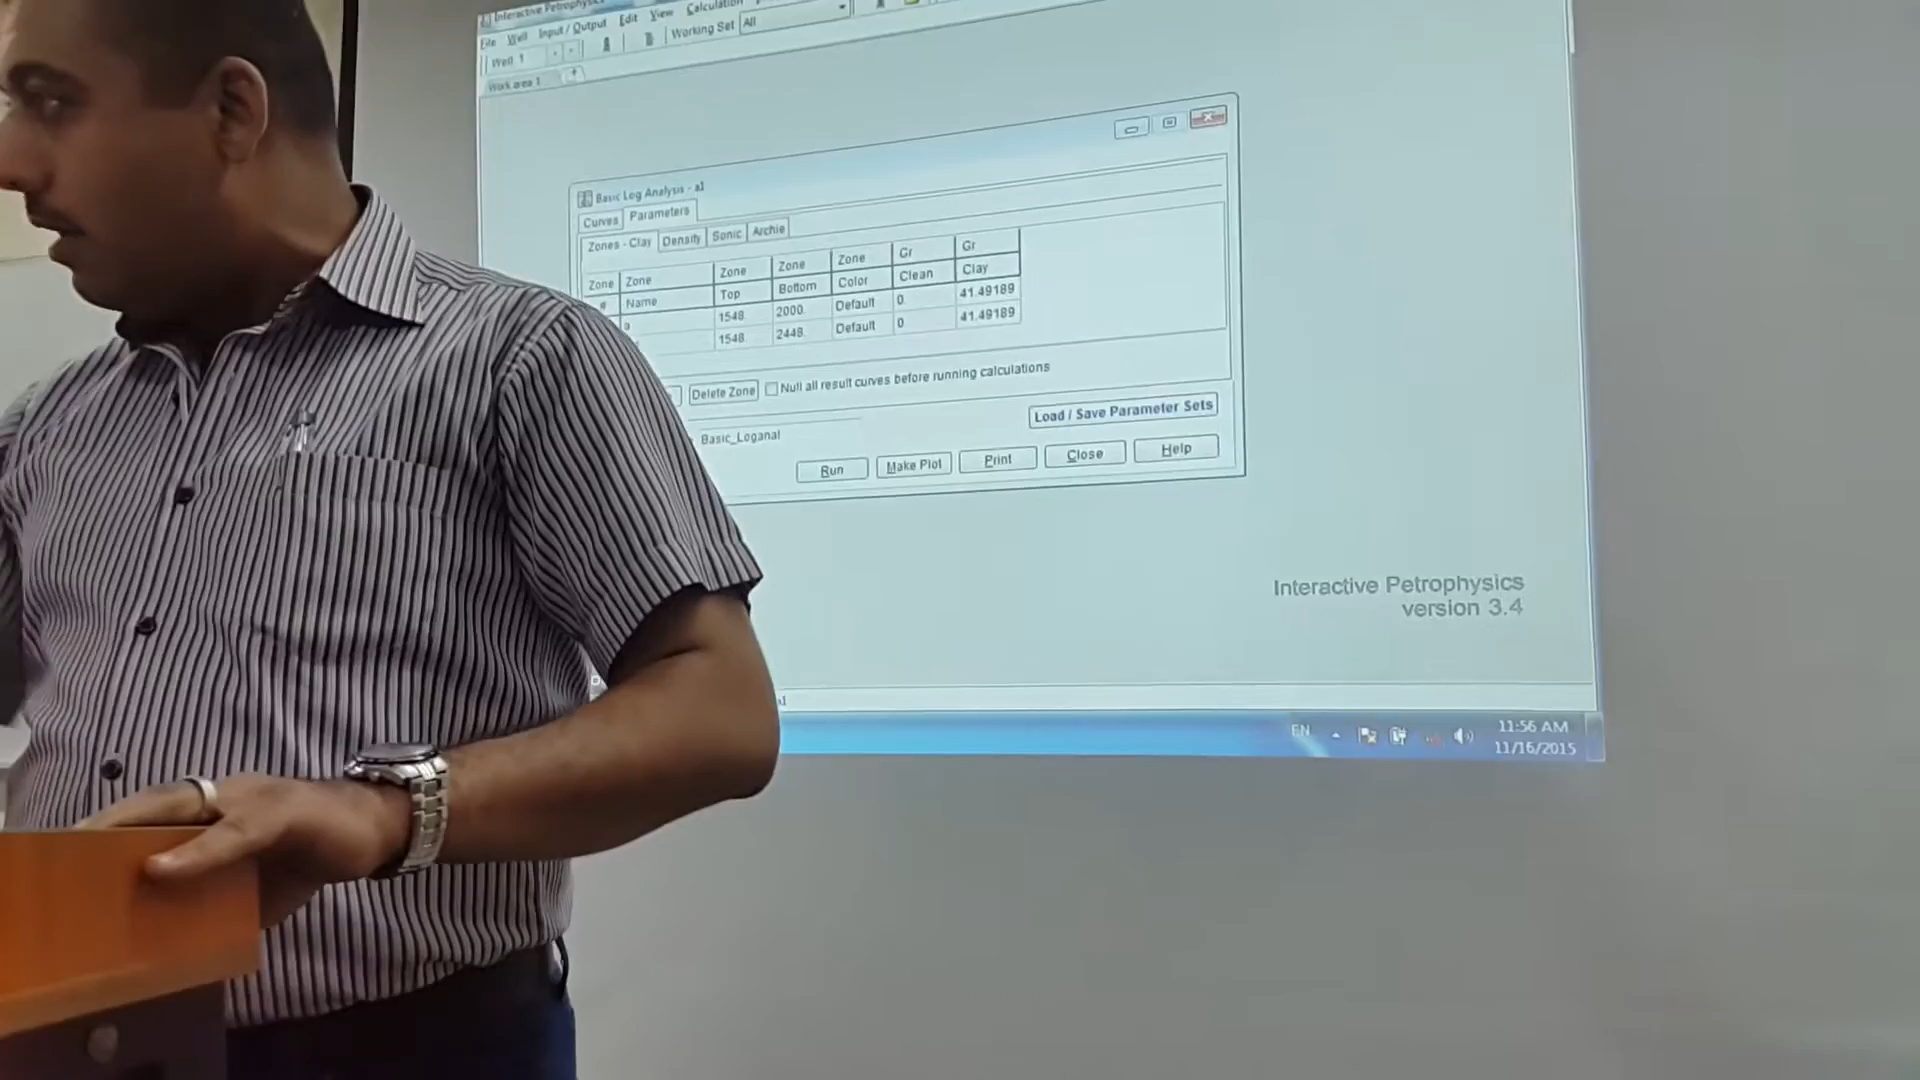 Interactive Petrophysics
File Well Input / Output Edit View Calculation
Well 1 Working Set All
Work area 1
Basic Log Analysis - a1
Curves Parameters
Zones - Clay Density Sonic Archie
Zone Zone Zone Zone Zone Gr Gr
# Name Top Bottom Color Clean Clay
a 1548. 2000. Default 0. 41.49189
1548. 2448. Default 0. 41.49189
Delete Zone Null all result curves before running calculations
Basic_Loganal Load / Save Parameter Sets
Run Make Plot Print Close Help
Interactive Petrophysics
version 3.4
EN 11:56 AM
11/16/2015